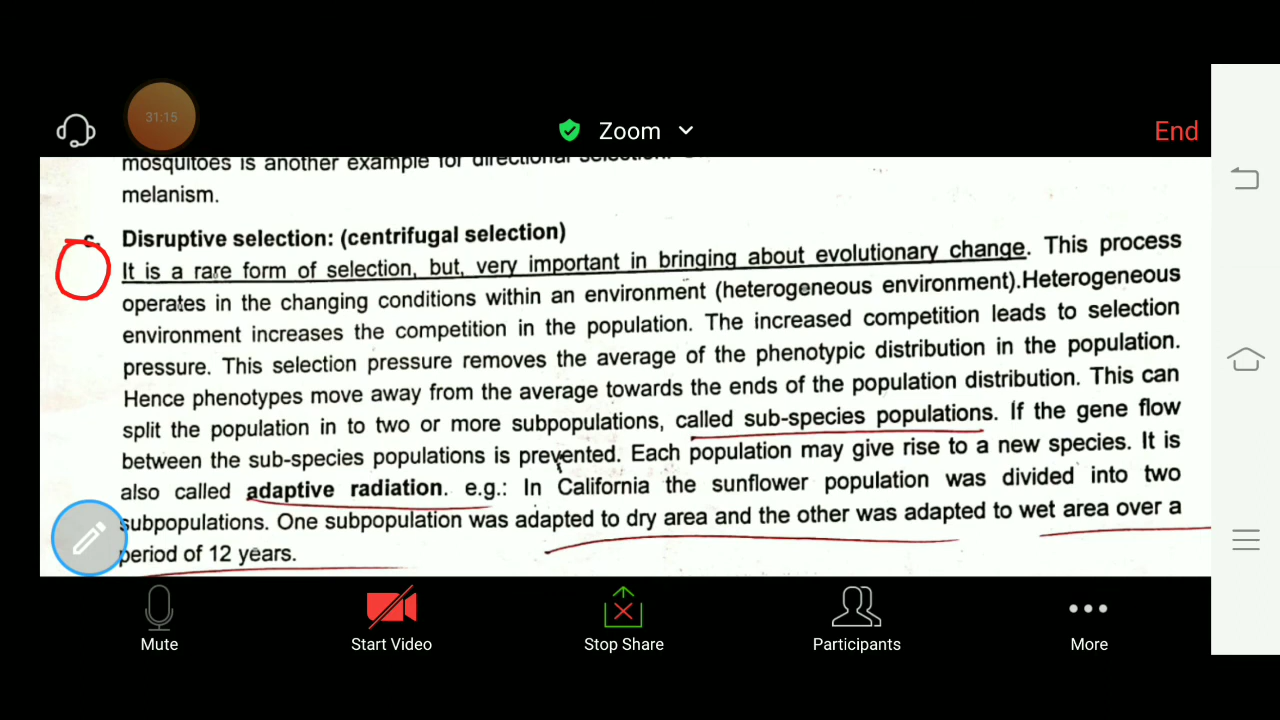 31:15
Zoom
End
mosquitoes is another example for directional selection.
melanism.
c. Disruptive selection: (centrifugal selection)
It is a rare form of selection, but, very important in bringing about evolutionary change. This process
operates in the changing conditions within an environment (heterogeneous environment).Heterogeneous
environment increases the competition in the population. The increased competition leads to selection
pressure. This selection pressure removes the average of the phenotypic distribution in the population.
Hence phenotypes move away from the average towards the ends of the population distribution. This can
split the population in to two or more subpopulations, called sub-species populations. If the gene flow
between the sub-species populations is prevented. Each population may give rise to a new species. It is
also called adaptive radiation. e.g.: In California the sunflower population was divided into two
subpopulations. One subpopulation was adapted to dry area and the other was adapted to wet area over a
period of 12 years.
Mute
Start Video
Stop Share
Participants
More